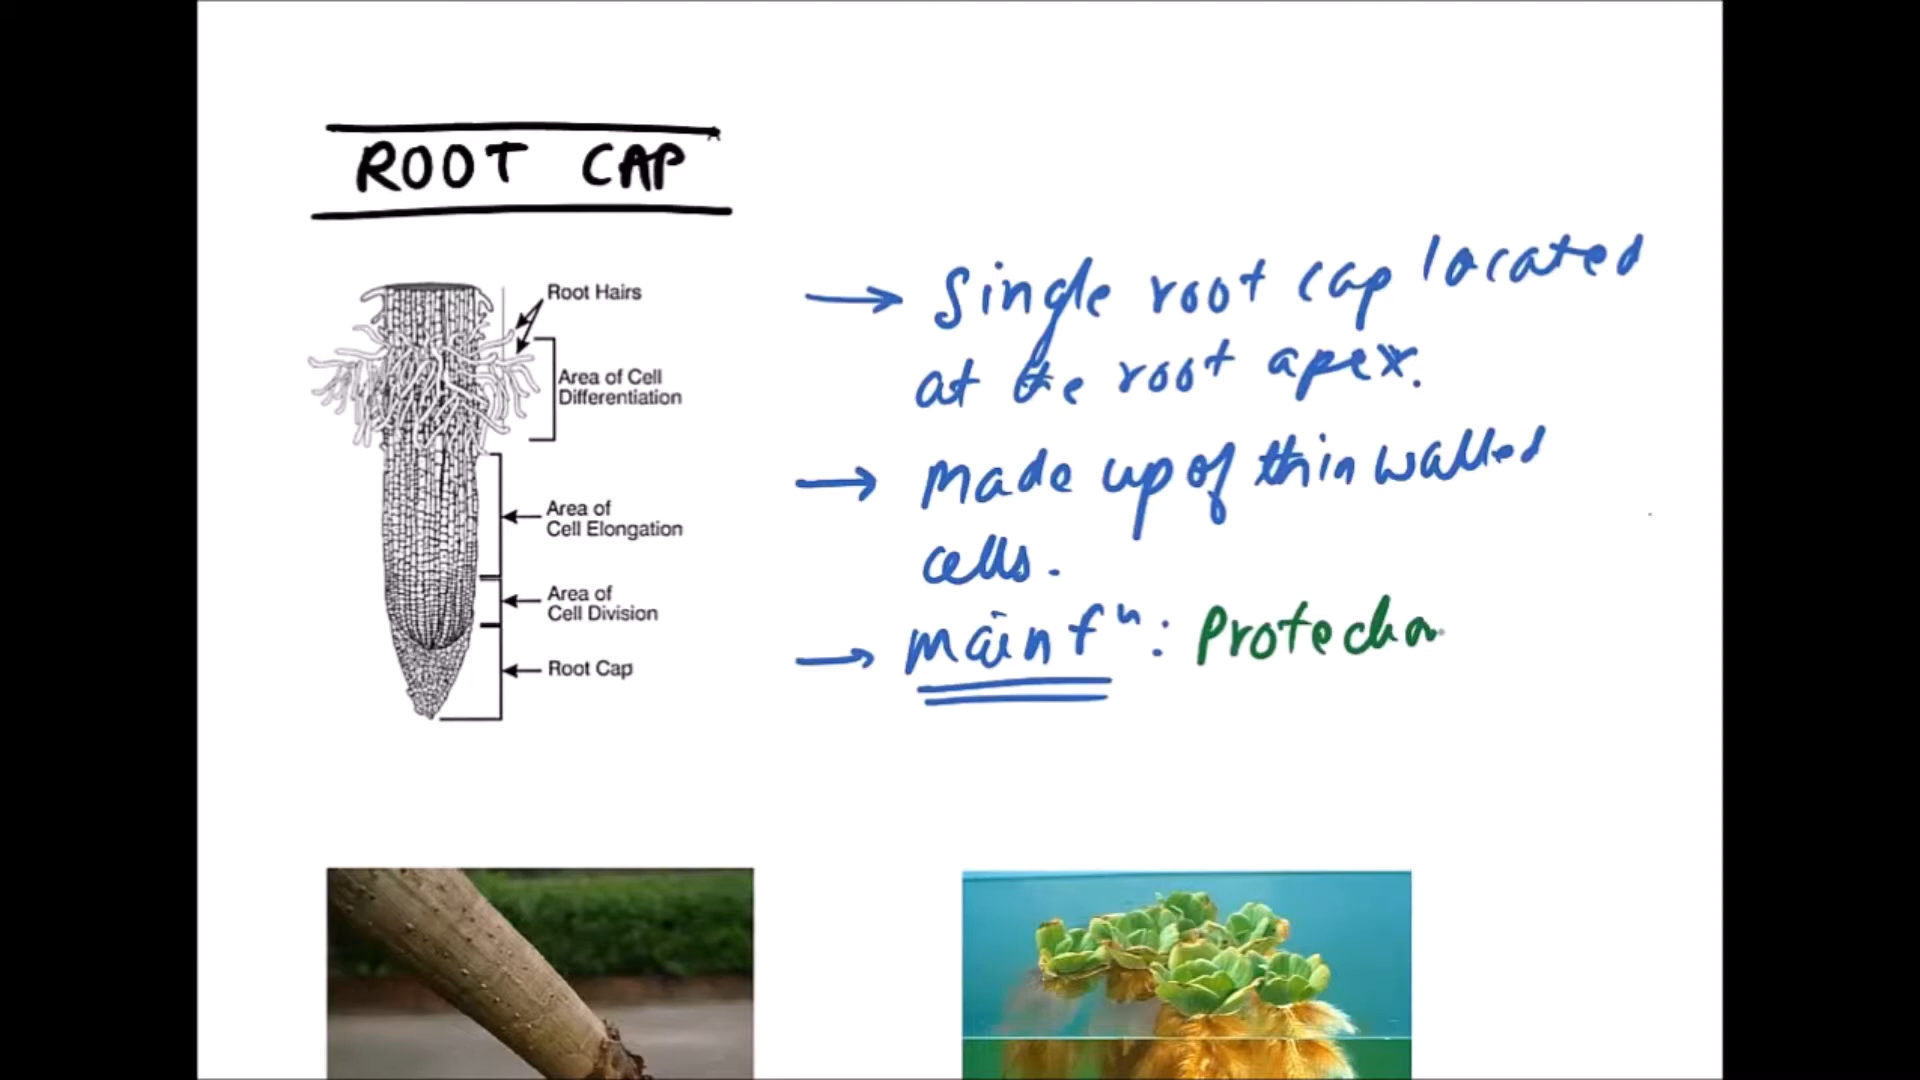 ROOT CAP
Root Hairs
Area of Cell
Differentiation
Area of
Cell Elongation
Area of
Cell Division
Root Cap
→ Single root cap located
at the root apex.
→ Made up of thin walled
cells.
→ main fⁿ: Protectio